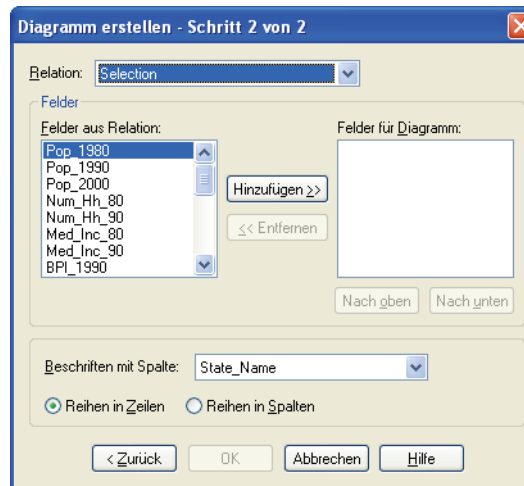 Diagramm erstellen - Schritt 2 von 2
Relation: Selection
Felder
Felder aus Relation: Felder für Diagramm:
Pop_1980
Pop_1990
Pop_2000
Num_Hh_80
Num_Hh_90
Med_Inc_80
Med_Inc_90
BPI_1990
Hinzufügen >>
<< Entfernen
Nach oben Nach unten
Beschriften mit Spalte: State_Name
Reihen in Zeilen Reihen in Spalten
< Zurück OK Abbrechen Hilfe